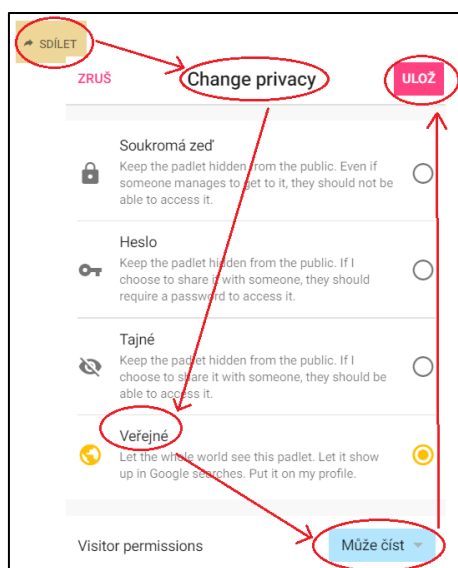 SDÍLET
ZRUŠ Change privacy ULOŽ
Soukromá zeď
Keep the padlet hidden from the public. Even if
someone manages to get to it, they should not be
able to access it.
Heslo
Keep the padlet hidden from the public. If I
choose to share it with someone, they should
require a password to access it.
Tajné
Keep the padlet hidden from the public. If I
choose to share it with someone, they should be
able to access it.
Veřejné
Let the whole world see this padlet. Let it show
up in Google searches. Put it on my profile.
Visitor permissions Může číst